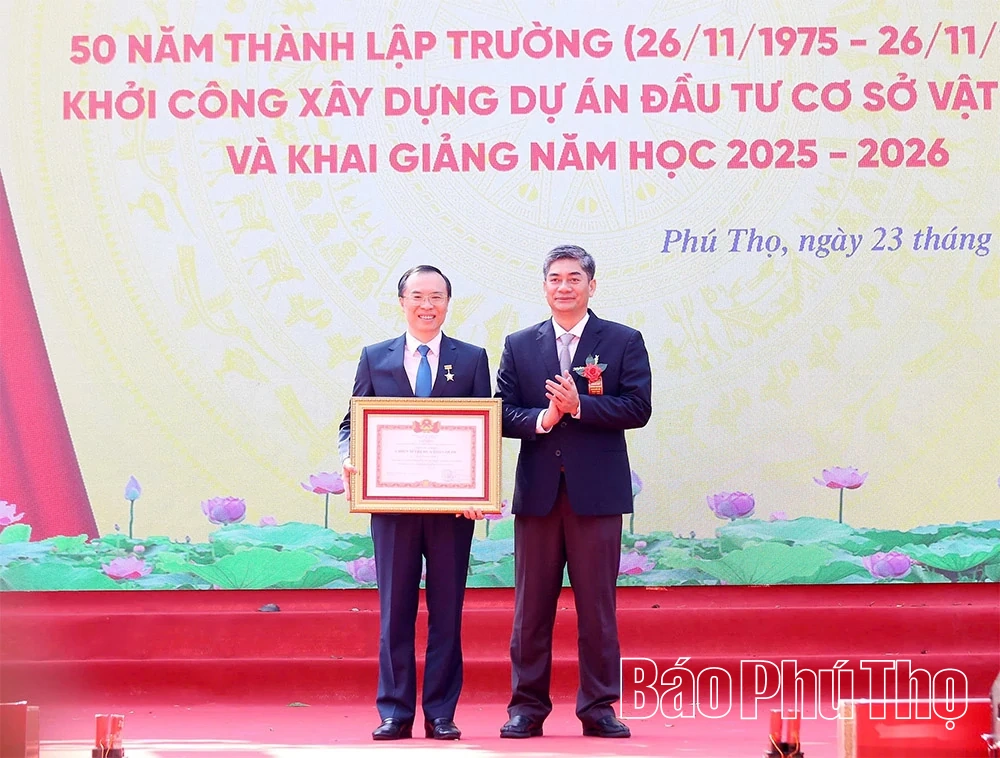 50 NĂM THÀNH LẬP TRƯỜNG (26/11/1975 - 26/11/
KHỞI CÔNG XÂY DỰNG DỰ ÁN ĐẦU TƯ CƠ SỞ VẬT
VÀ KHAI GIẢNG NĂM HỌC 2025 - 2026
Phú Thọ, ngày 23 tháng
Báo Phú Thọ